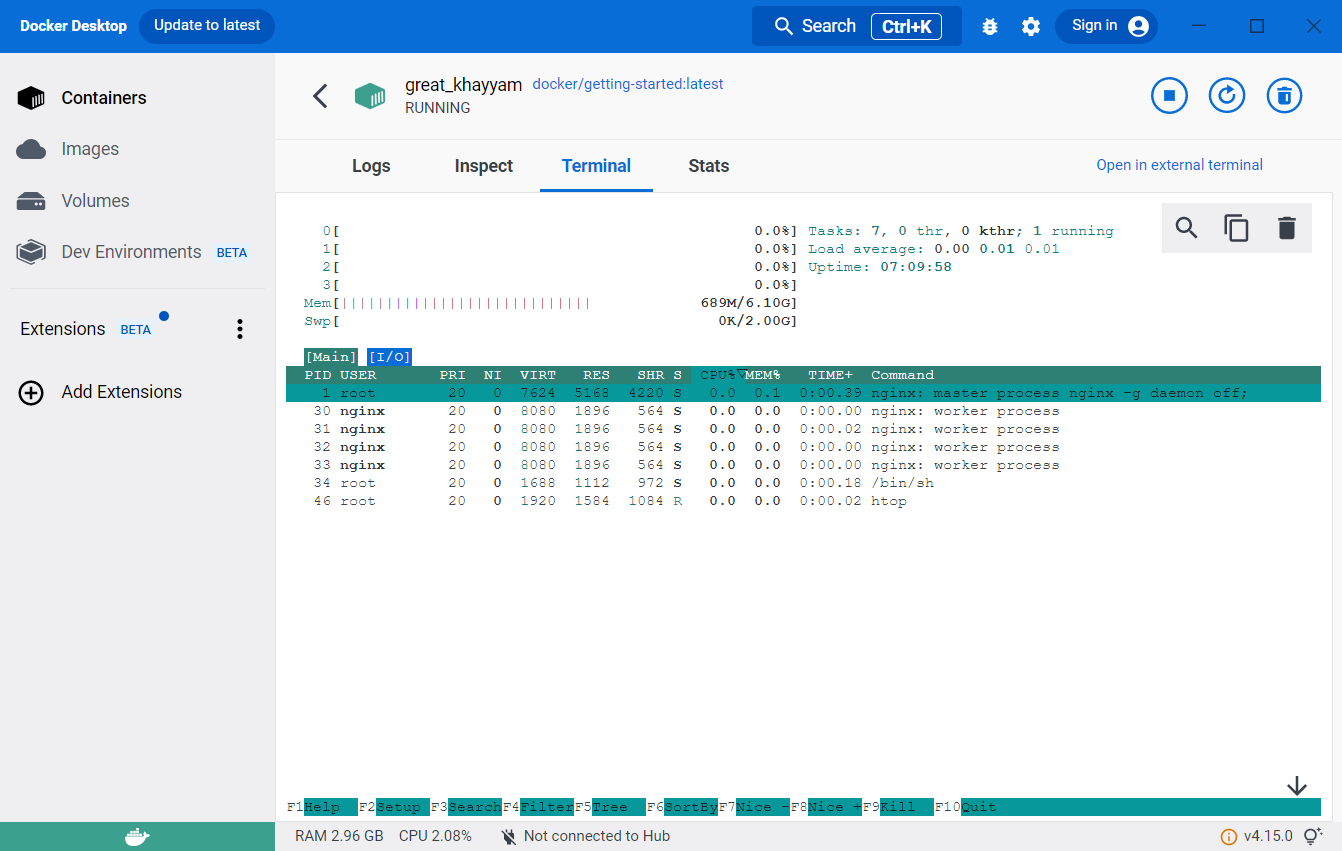 Docker Desktop Update to latest Search Ctrl+K Sign in
Containers
Images
Volumes
Dev Environments BETA
Extensions BETA
Add Extensions
great_khayyam docker/getting-started:latest
RUNNING
Logs Inspect Terminal Stats Open in external terminal
0[ 0.0%] Tasks: 7, 0 thr, 0 kthr; 1 running
1[ 0.0%] Load average: 0.00 0.01 0.01
2[ 0.0%] Uptime: 07:09:58
3[ 0.0%]
Mem[|||||||||||||||||||||||||||| 689M/6.10G]
Swp[ 0K/2.00G]
[Main] [I/O]
PID USER PRI NI VIRT RES SHR S CPU%▽MEM% TIME+ Command
1 root 20 0 7624 5168 4220 S 0.0 0.1 0:00.39 nginx: master process nginx -g daemon off;
30 nginx 20 0 8080 1896 564 S 0.0 0.0 0:00.00 nginx: worker process
31 nginx 20 0 8080 1896 564 S 0.0 0.0 0:00.02 nginx: worker process
32 nginx 20 0 8080 1896 564 S 0.0 0.0 0:00.00 nginx: worker process
33 nginx 20 0 8080 1896 564 S 0.0 0.0 0:00.00 nginx: worker process
34 root 20 0 1688 1112 972 S 0.0 0.0 0:00.18 /bin/sh
46 root 20 0 1920 1584 1084 R 0.0 0.0 0:00.02 htop
F1Help F2Setup F3SearchF4FilterF5Tree F6SortByF7Nice -F8Nice +F9Kill F10Quit
RAM 2.96 GB CPU 2.08% Not connected to Hub v4.15.0